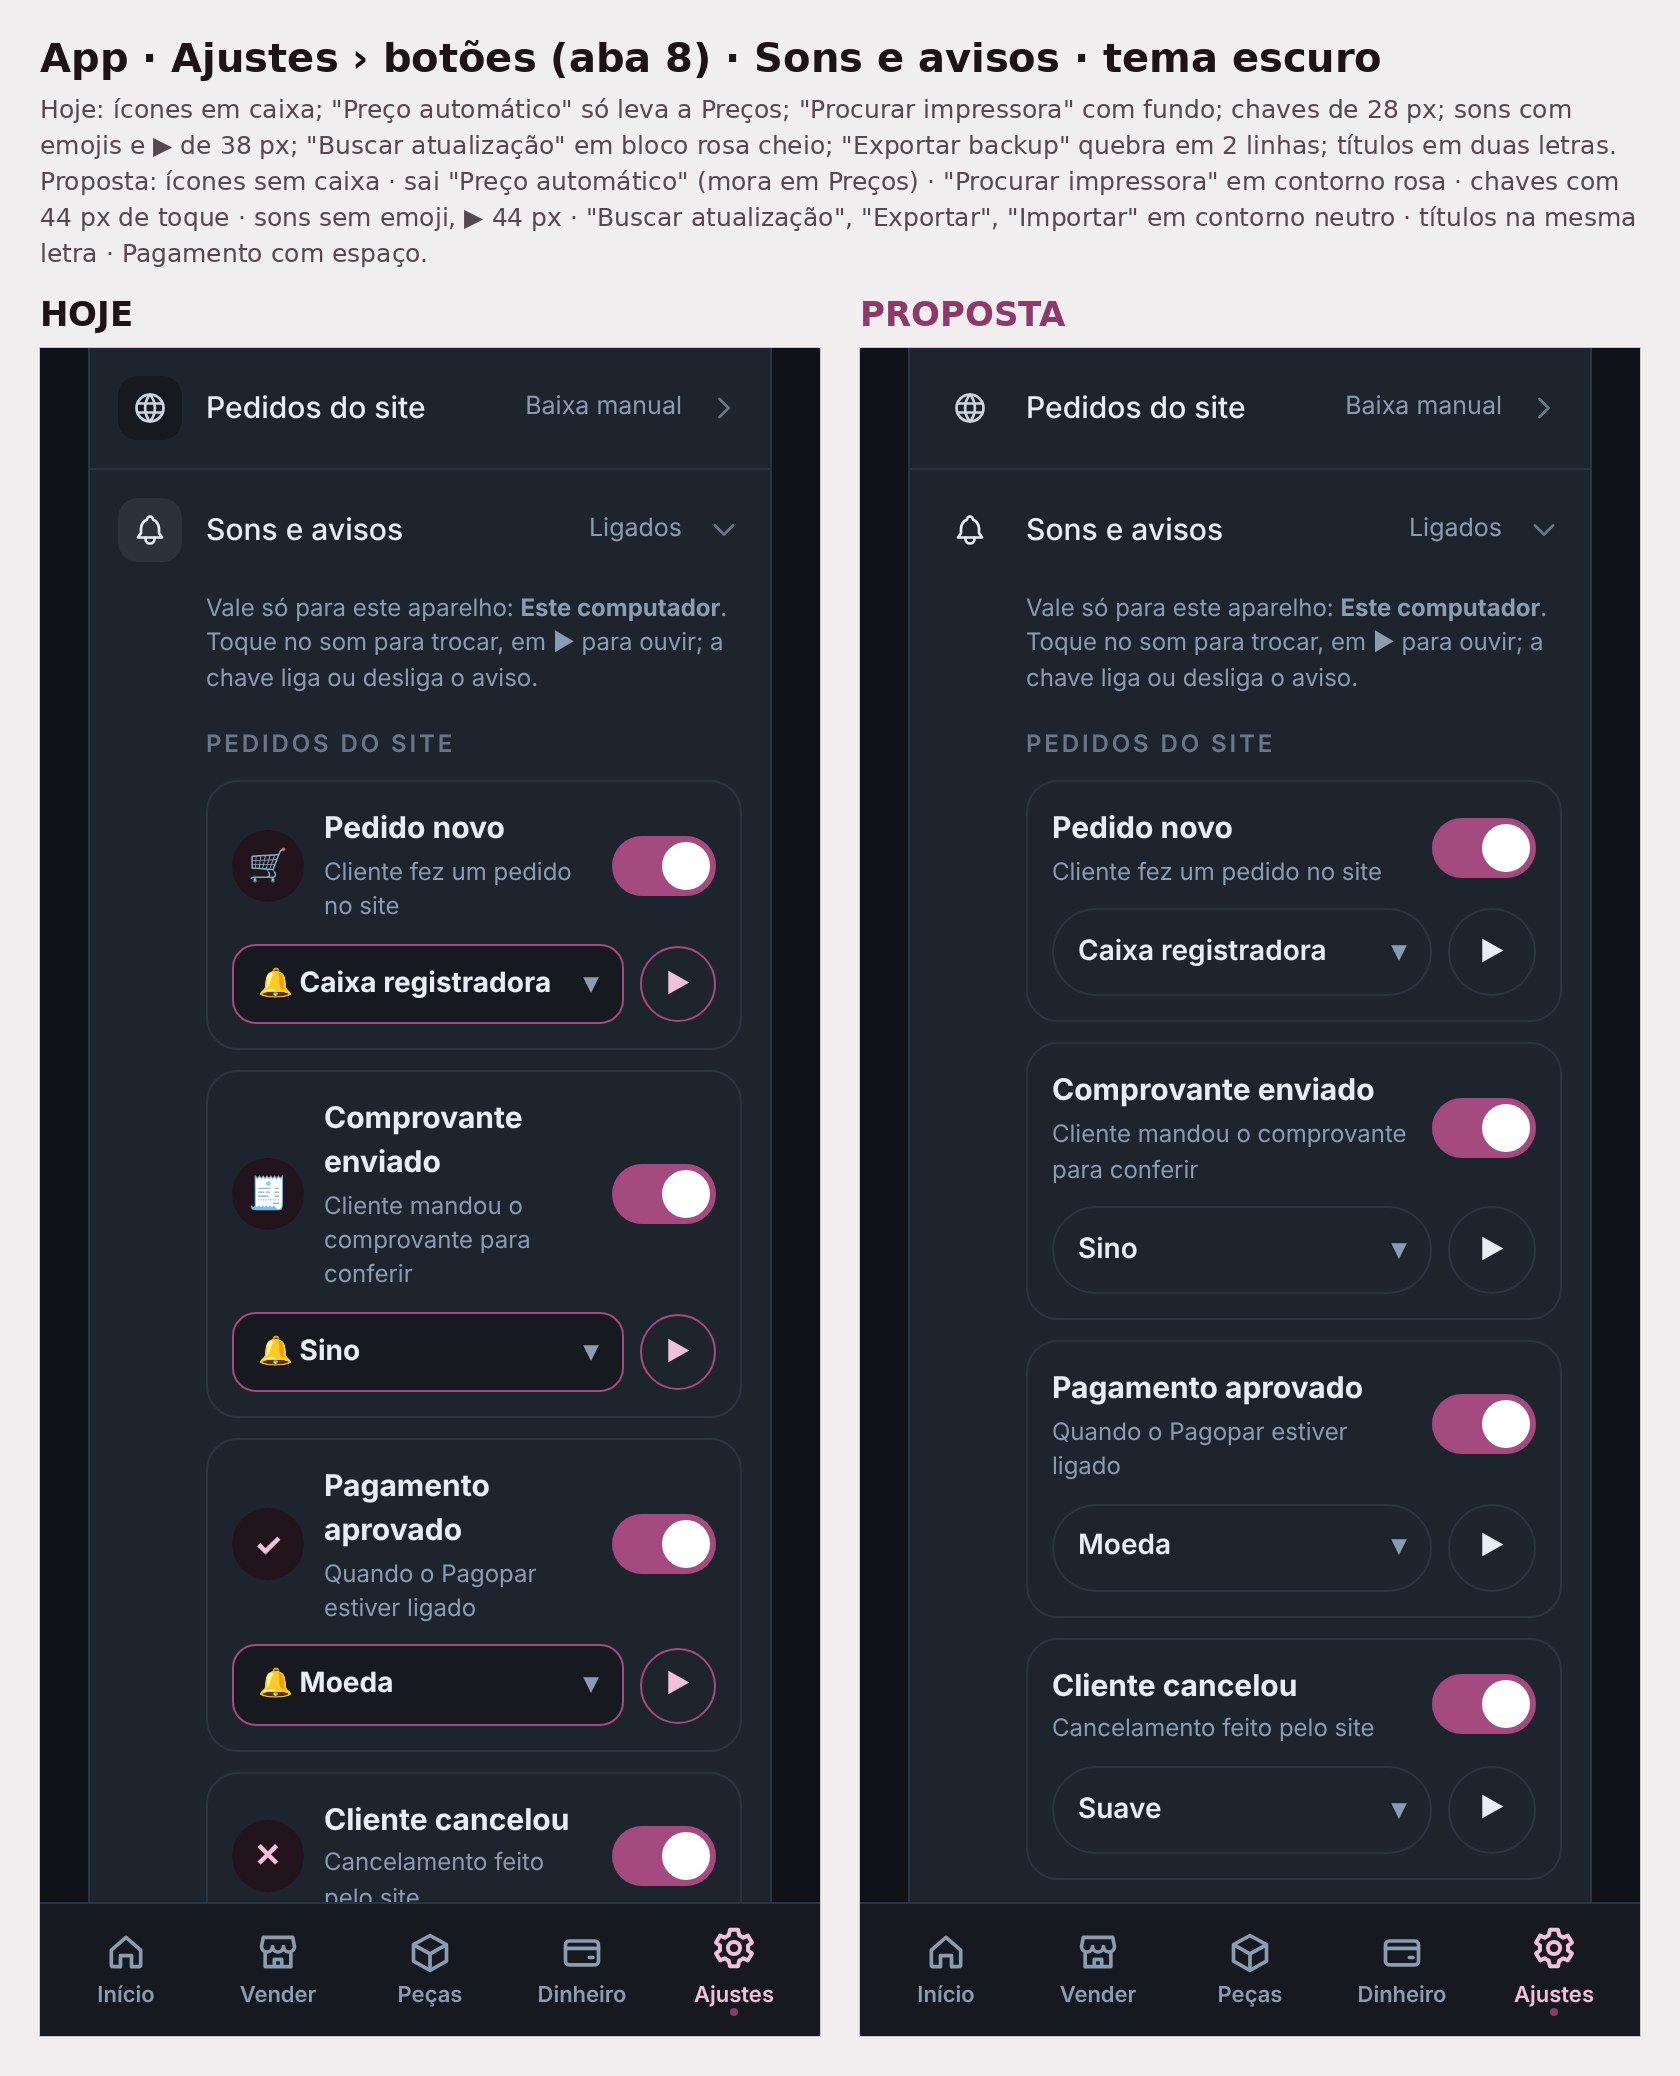 App · Ajustes › botões (aba 8) · Sons e avisos · tema escuro
Hoje: ícones em caixa; "Preço automático" só leva a Preços; "Procurar impressora" com fundo; chaves de 28 px; sons com
emojis e ▶ de 38 px; "Buscar atualização" em bloco rosa cheio; "Exportar backup" quebra em 2 linhas; títulos em duas letras.
Proposta: ícones sem caixa · sai "Preço automático" (mora em Preços) · "Procurar impressora" em contorno rosa · chaves com
44 px de toque · sons sem emoji, ▶ 44 px · "Buscar atualização", "Exportar", "Importar" em contorno neutro · títulos na mesma
letra · Pagamento com espaço.
HOJE
Pedidos do site Baixa manual
Sons e avisos Ligados
Vale só para este aparelho: Este computador.
Toque no som para trocar, em ▶ para ouvir; a
chave liga ou desliga o aviso.
PEDIDOS DO SITE
Pedido novo
Cliente fez um pedido
no site
Caixa registradora
Comprovante
enviado
Cliente mandou o
comprovante para
conferir
Sino
Pagamento
aprovado
Quando o Pagopar
estiver ligado
Moeda
Cliente cancelou
Cancelamento feito
pelo site
Início Vender Peças Dinheiro Ajustes
PROPOSTA
Pedidos do site Baixa manual
Sons e avisos Ligados
Vale só para este aparelho: Este computador.
Toque no som para trocar, em ▶ para ouvir; a
chave liga ou desliga o aviso.
PEDIDOS DO SITE
Pedido novo
Cliente fez um pedido no site
Caixa registradora
Comprovante enviado
Cliente mandou o comprovante
para conferir
Sino
Pagamento aprovado
Quando o Pagopar estiver
ligado
Moeda
Cliente cancelou
Cancelamento feito pelo site
Suave
Início Vender Peças Dinheiro Ajustes